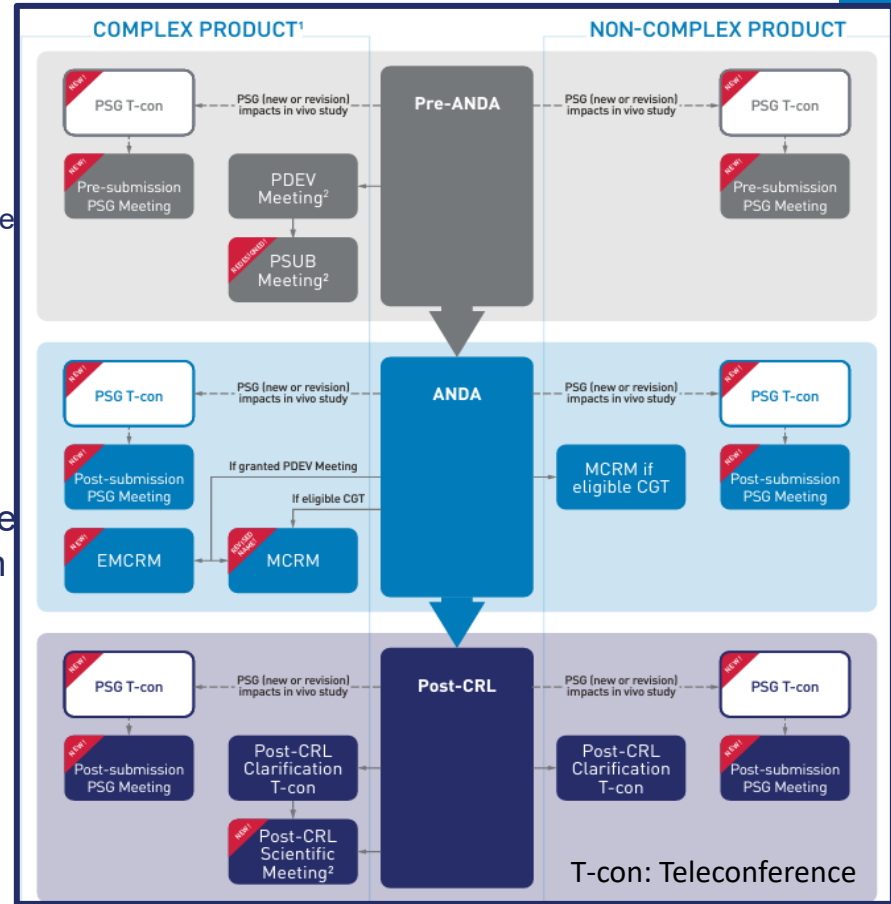 COMPLEX PRODUCT¹
NON-COMPLEX PRODUCT
NEW!
PSG T-con
PSG (new or revision)
impacts in vivo study
Pre-ANDA
PSG (new or revision)
impacts in vivo study
NEW!
PSG T-con
NEW!
Pre-submission
PSG Meeting
PDEV
Meeting²
NEW!
Pre-submission
PSG Meeting
REDESIGNED!
PSUB
Meeting²
NEW!
PSG T-con
PSG (new or revision)
impacts in vivo study
ANDA
PSG (new or revision)
impacts in vivo study
NEW!
PSG T-con
NEW!
Post-submission
PSG Meeting
If granted PDEV Meeting
If eligible CGT
MCRM if
eligible CGT
NEW!
Post-submission
PSG Meeting
NEW!
EMCRM
REVISED
NAME!
MCRM
NEW!
PSG T-con
PSG (new or revision)
impacts in vivo study
Post-CRL
PSG (new or revision)
impacts in vivo study
NEW!
PSG T-con
NEW!
Post-submission
PSG Meeting
Post-CRL
Clarification
T-con
Post-CRL
Clarification
T-con
NEW!
Post-submission
PSG Meeting
NEW!
Post-CRL
Scientific
Meeting²
T-con: Teleconference